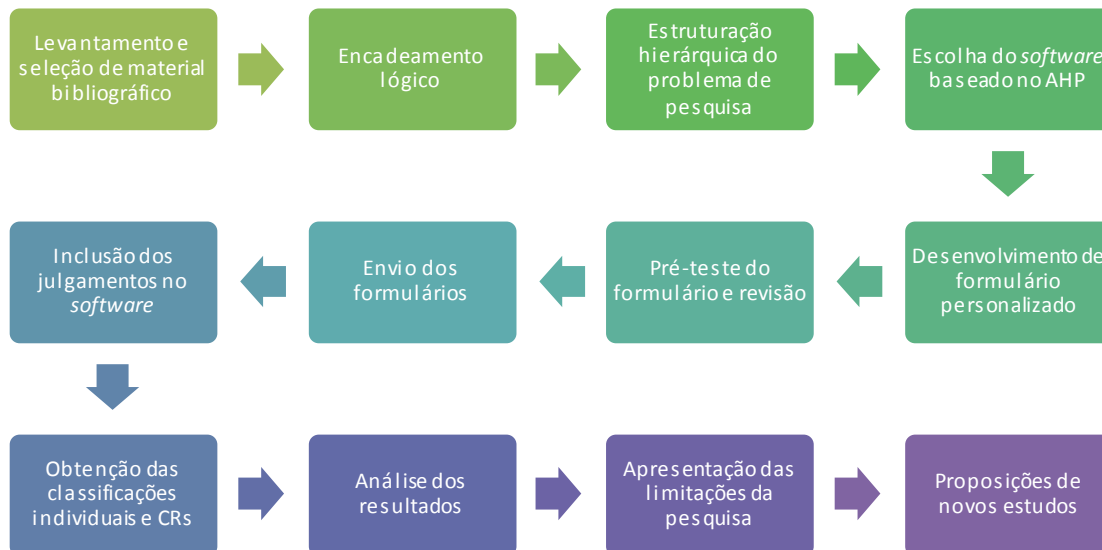 Levantamento e
seleção de material
bibliográfico
Encadeamento
lógico
Estruturação
hierárquica do
problema de
pesquisa
Escolha do software
baseado no AHP
Desenvolvimento de
formulário
personalizado
Pré-teste do
formulário e revisão
Envio dos
formulários
Inclusão dos
julgamentos no
software
Obtenção das
classificações
individuais e CRs
Análise dos
resultados
Apresentação das
limitações da
pesquisa
Proposições de
novos estudos